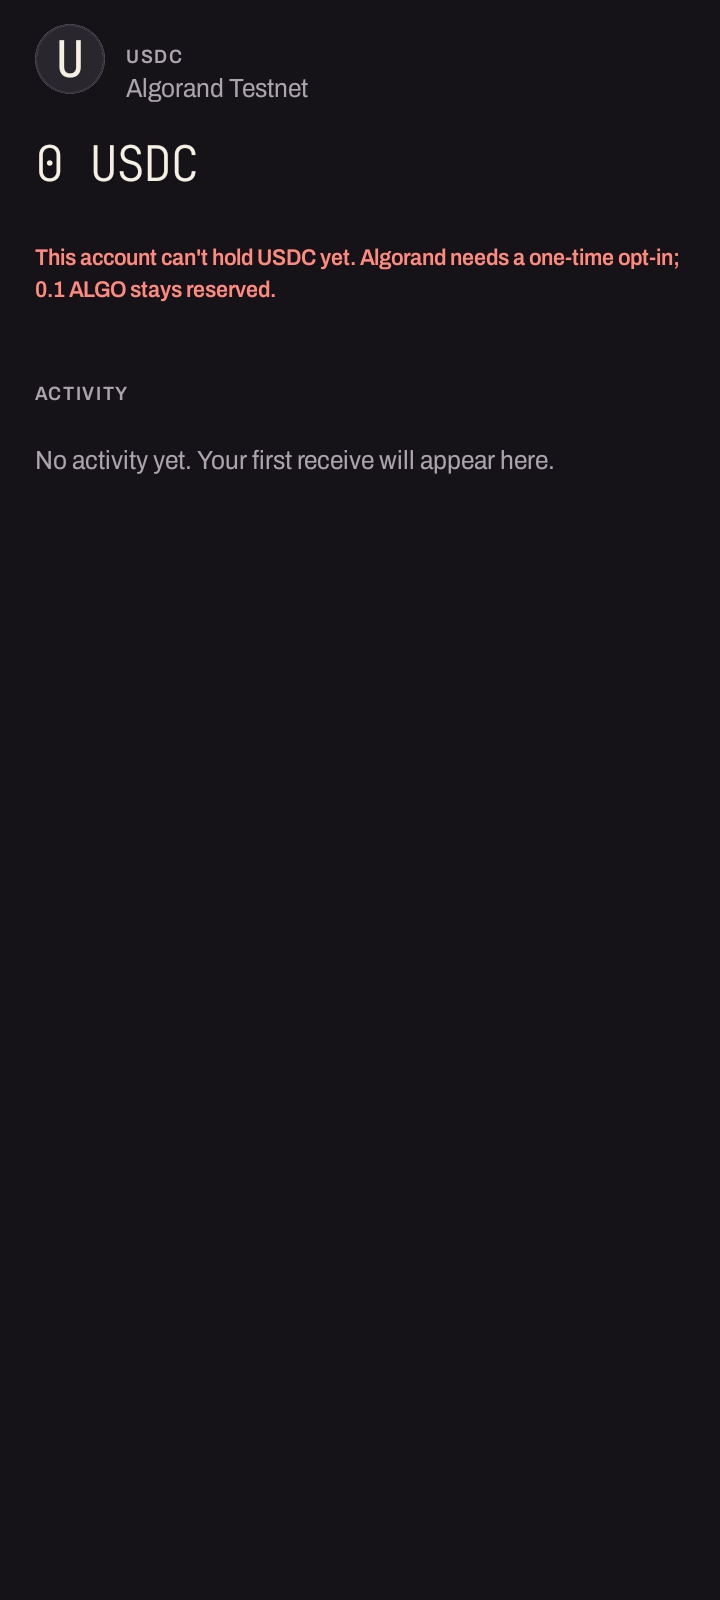 U
USDC
Algorand Testnet
0 USDC
This account can't hold USDC yet. Algorand needs a one-time opt-in;
0.1 ALGO stays reserved.
ACTIVITY
No activity yet. Your first receive will appear here.